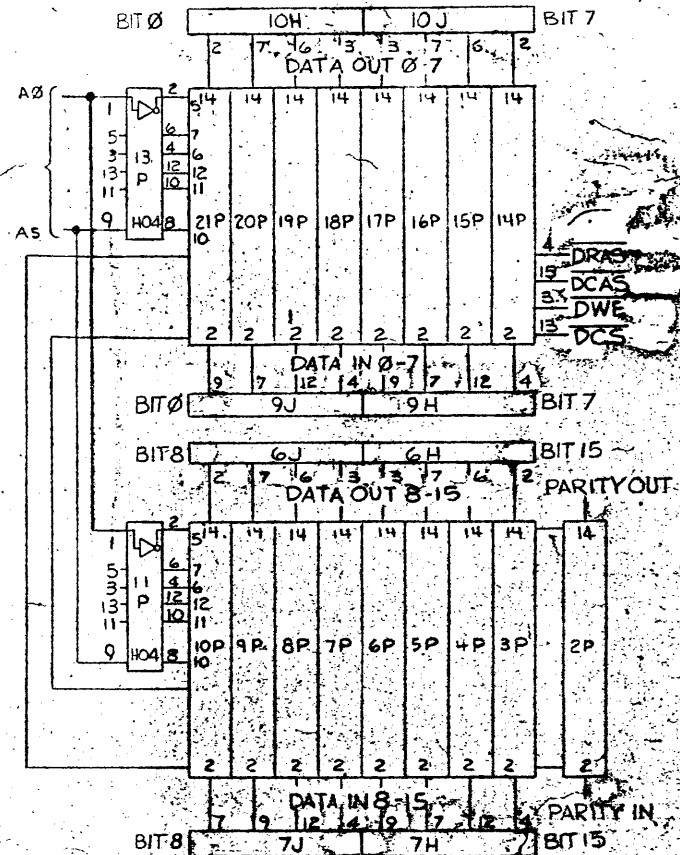 BIT Ø 10H 10J BIT 7
2 7 6 3 3 7 6 2
DATA OUT Ø-7
AØ 2 14 14 14 14 14 14 14 14
1 5
5 6 7
3 13 4 6
13 P 12 12
11 10 11
21P 20P 19P 18P 17P 16P 15P 14P
A5 9 H04 8 10
4 DRAS
15 DCAS
3 DWE
13 DCS
2 2 2 2 2 2 2 2
DATA IN Ø-7
9 7 12 4 9 7 12 4
BIT Ø 9J 9H BIT 7
BIT 8 6J 6H BIT 15
2 7 6 3 3 7 6 2
DATA OUT 8-15 PARITY OUT
2 14 14 14 14 14 14 14 14 14
1 5
5 6 7
3 11 4 6
13 P 12 12
11 10 11
10P 9P 8P 7P 6P 5P 4P 3P 2P
9 H04 8 10
2 2 2 2 2 2 2 2 2
DATA IN 8-15 PARITY IN
7 9 12 4 9 7 12 4
BIT 8 7J 7H BIT 15